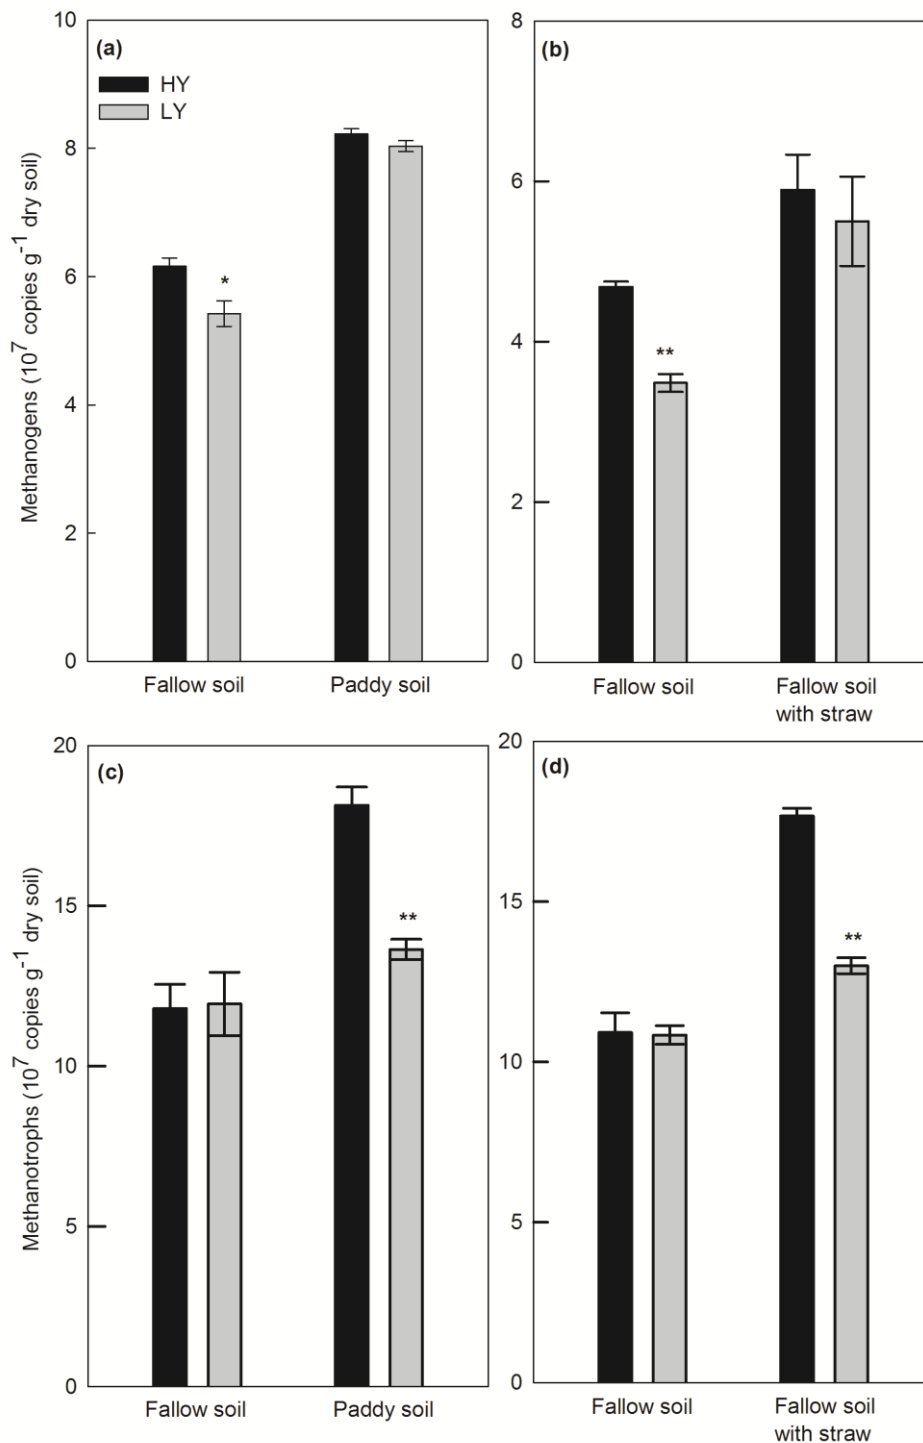 (a)
HY
LY
10
8
6
4
2
0
*
Methanogens (10⁷ copies g⁻¹ dry soil)
Fallow soil
Paddy soil
(b)
8
6
4
2
0
**
Fallow soil
Fallow soil
with straw
(c)
20
15
10
5
0
**
Methanotrophs (10⁷ copies g⁻¹ dry soil)
Fallow soil
Paddy soil
(d)
20
15
10
5
0
**
Fallow soil
Fallow soil
with straw